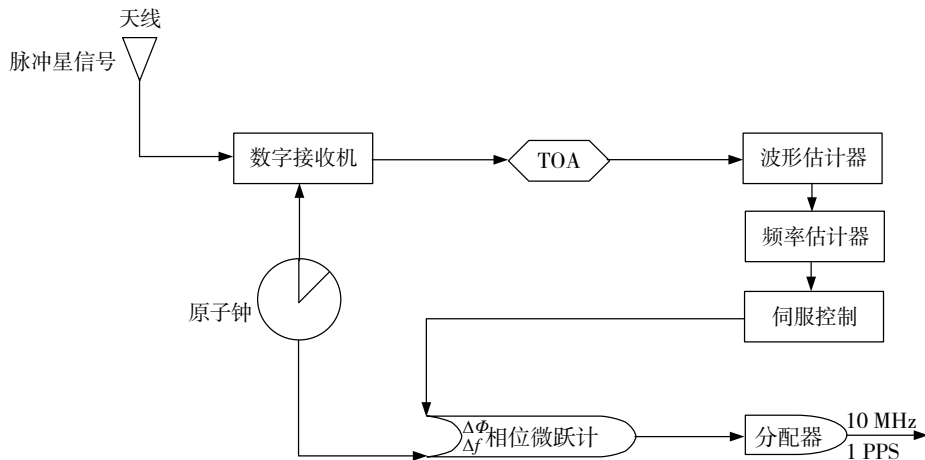 天线
脉冲星信号
数字接收机
TOA
波形估计器
频率估计器
原子钟
伺服控制
ΔΦ
Δf
相位微跃计
分配器
10 MHz
1 PPS